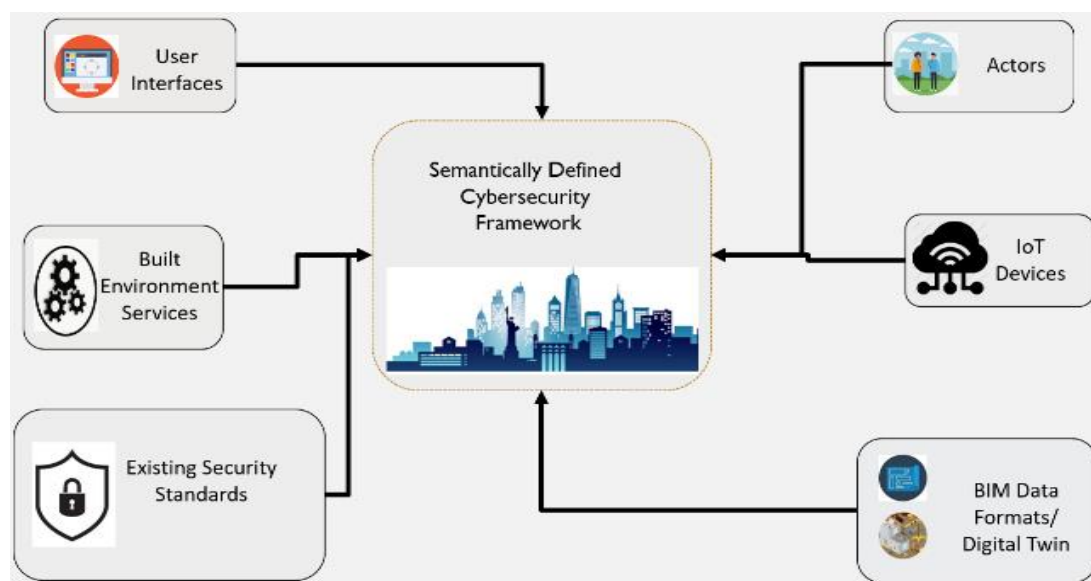 User
Interfaces
Actors
Semantically Defined
Cybersecurity
Framework
Built
Environment
Services
IoT
Devices
Existing Security
Standards
BIM Data
Formats/
Digital Twin